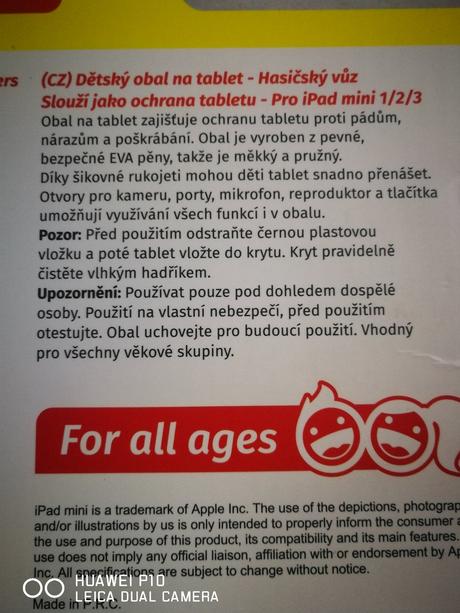 ers
(CZ) Dětský obal na tablet - Hasičský vůz
Slouží jako ochrana tabletu - Pro iPad mini 1/2/3
Obal na tablet zajišťuje ochranu tabletu proti pádům,
nárazům a poškrábání. Obal je vyroben z pevné,
bezpečné EVA pěny, takže je měkký a pružný.
Díky šikovné rukojeti mohou děti tablet snadno přenášet.
Otvory pro kameru, porty, mikrofon, reproduktor a tlačítka
umožňují využívání všech funkcí i v obalu.
Pozor: Před použitím odstraňte černou plastovou
vložku a poté tablet vložte do krytu. Kryt pravidelně
čistěte vlhkým hadříkem.
Upozornění: Používat pouze pod dohledem dospělé
osoby. Použití na vlastní nebezpečí, před použitím
otestujte. Obal uchovejte pro budoucí použití. Vhodný
pro všechny věkové skupiny.
For all ages
iPad mini is a trademark of Apple Inc. The use of the depictions, photograp
and/or illustrations by us is only intended to properly inform the consumer a
the use and purpose of this product, its compatibility and its main features.
use does not imply any official liaison, affiliation with or endorsement by Ap
Inc. All specifications are subject to change without notice.
Made in P.R.C.
HUAWEI P10
LEICA DUAL CAMERA